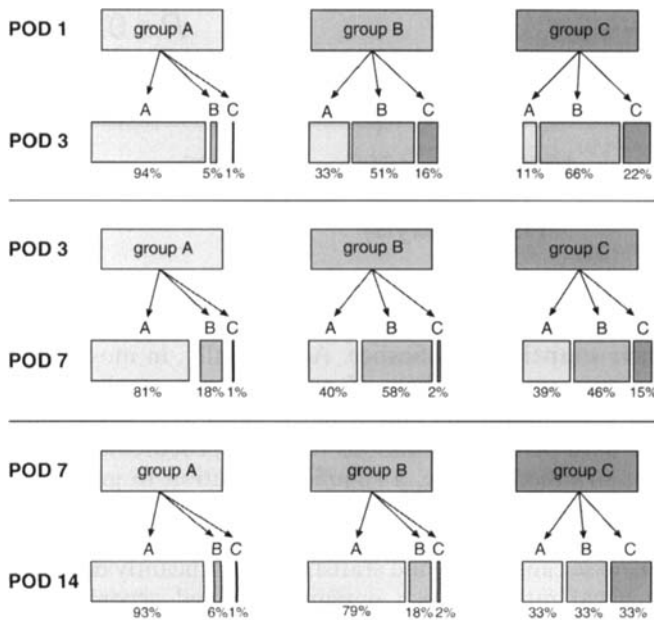 POD 1 group A group B group C
A B C A B C A B C
POD 3
94% 5% 1% 33% 51% 16% 11% 66% 22%
POD 3 group A group B group C
A B C A B C A B C
POD 7
81% 18% 1% 40% 58% 2% 39% 46% 15%
POD 7 group A group B group C
A B C A B C A B C
POD 14
93% 6% 1% 79% 18% 2% 33% 33% 33%